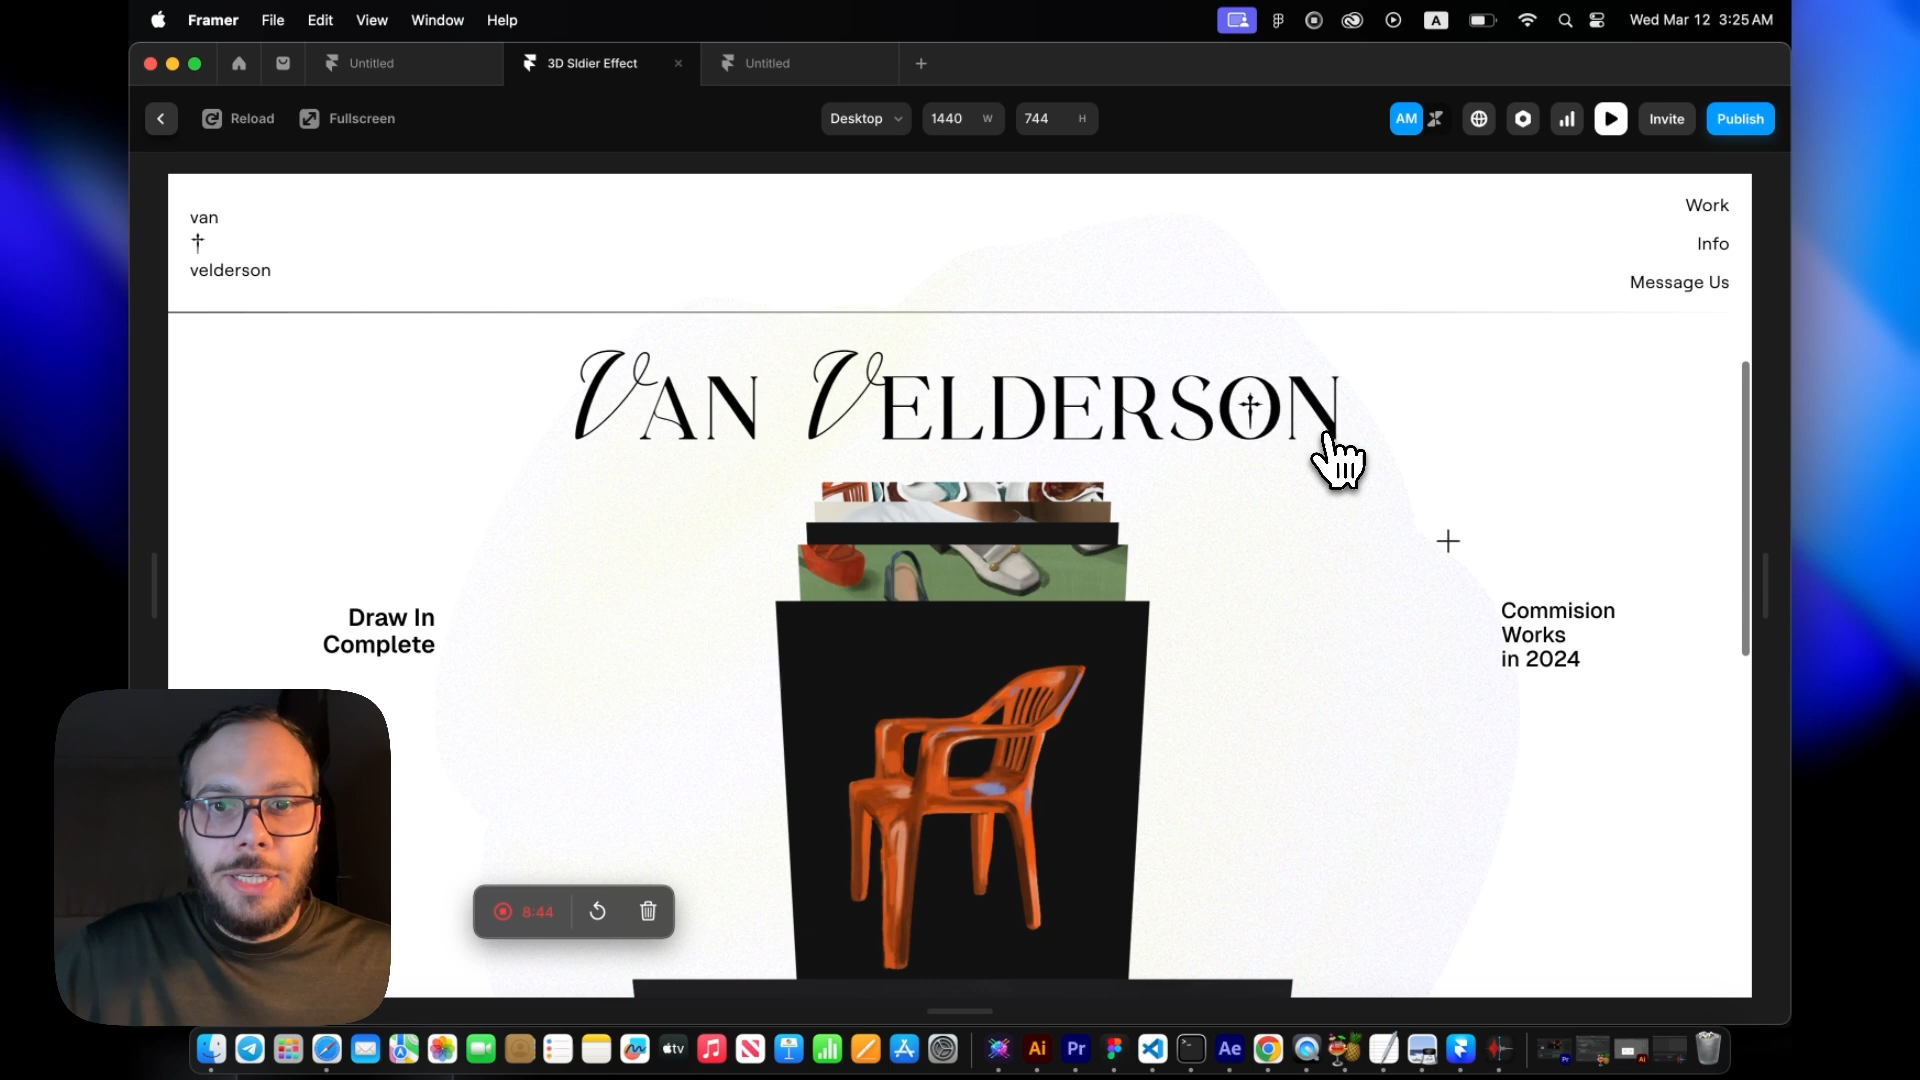 Framer File Edit View Window Help
A
Wed Mar 12 3:25 AM
Untitled
3D Sldier Effect
Untitled
Reload
Fullscreen
Desktop
1440 W
744 H
AM
Invite
Publish
van
†
velderson
Work
Info
Message Us
Van Velderson
Draw In
Complete
Commision
Works
in 2024
8:44
tv
Ai
Pr
Ae